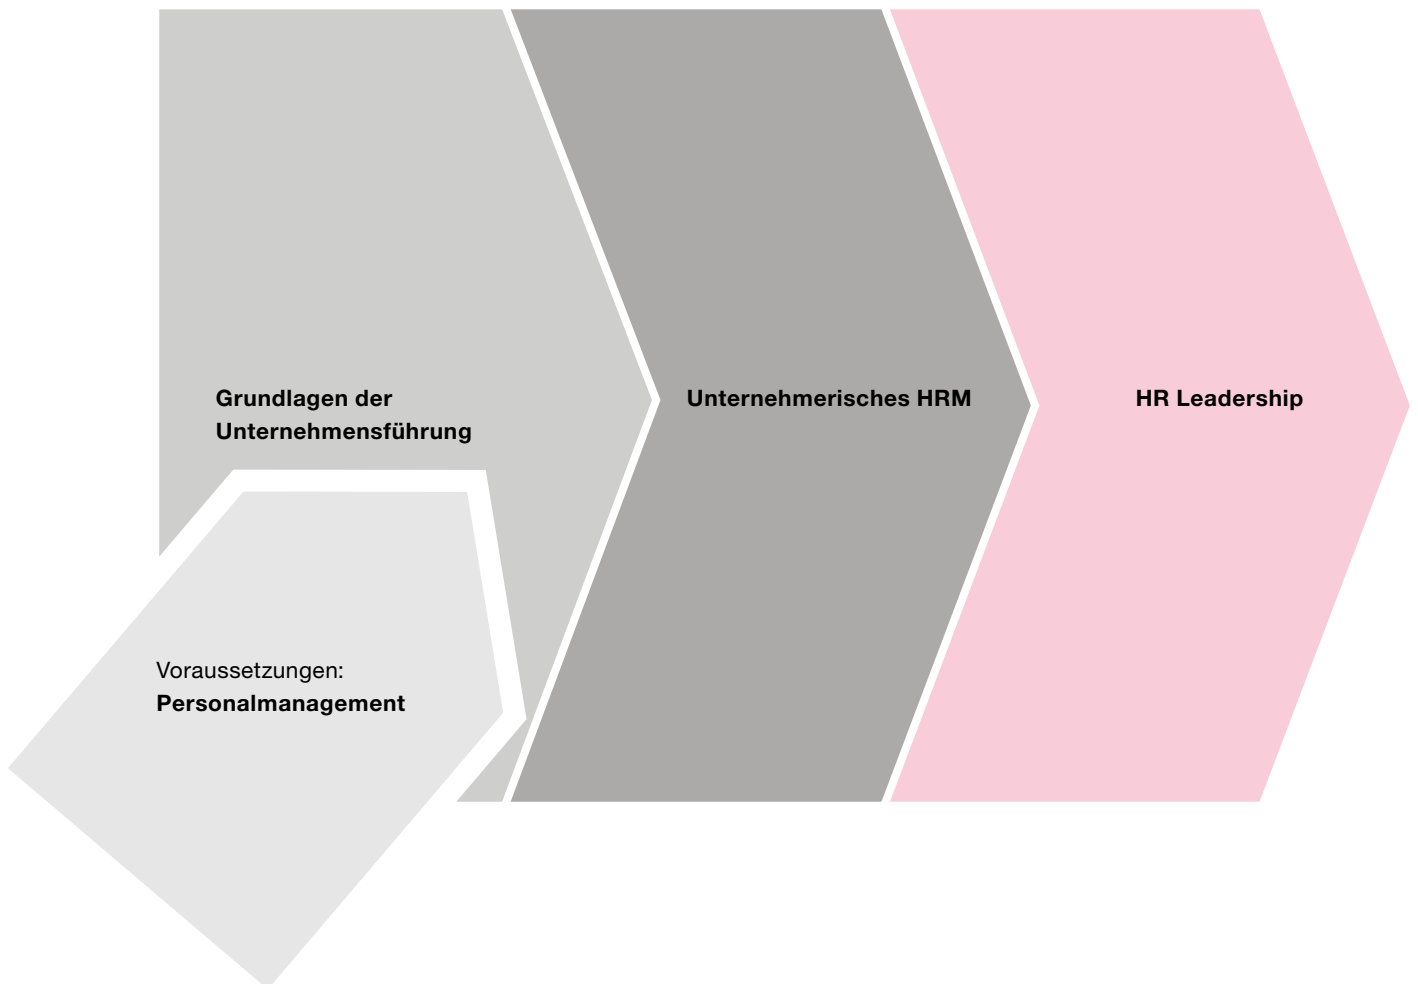 Grundlagen der
Unternehmensführung
Unternehmerisches HRM
HR Leadership
Voraussetzungen:
Personalmanagement